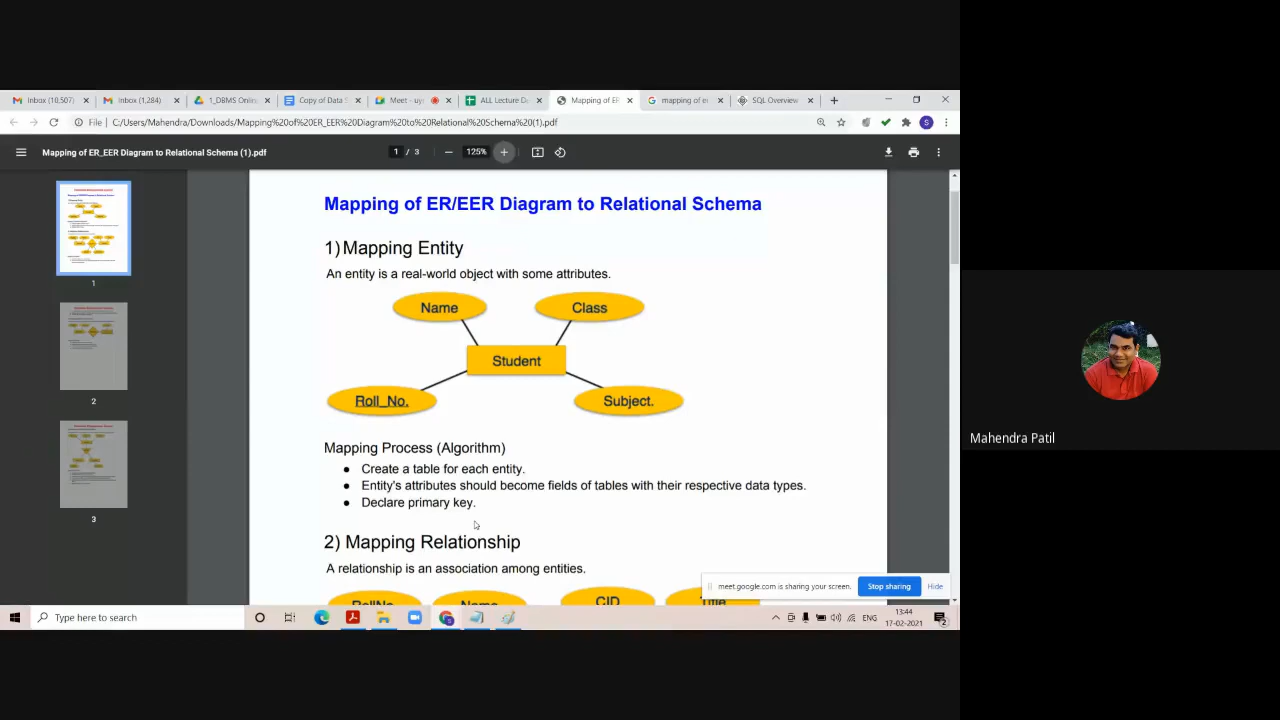 Inbox (10,507)
Inbox (1,284)
1_DBMS Onlin
Copy of Data
Meet – uy
ALL Lecture D
Mapping of ER
mapping of e
SQL Overview
File | C:/Users/Mahendra/Downloads/Mapping%20of%20ER_EER%20Diagram%20to%20Relational%20Schema%20(1).pdf
S
Mapping of ER_EER Diagram to Relational Schema (1).pdf
1 / 3
125%
Mapping of ER/EER Diagram to Relational Schema
1) Mapping Entity
An entity is a real-world object with some attributes.
Name
Class
Student
Roll_No.
Subject.
Mapping Process (Algorithm)
● Create a table for each entity.
● Entity's attributes should become fields of tables with their respective data types.
● Declare primary key.
2) Mapping Relationship
A relationship is an association among entities.
RollNo
Name
CID
Title
1
2
3
meet.google.com is sharing your screen.
Stop sharing
Hide
Type here to search
ENG
13:44
17-02-2021
2
Mahendra Patil